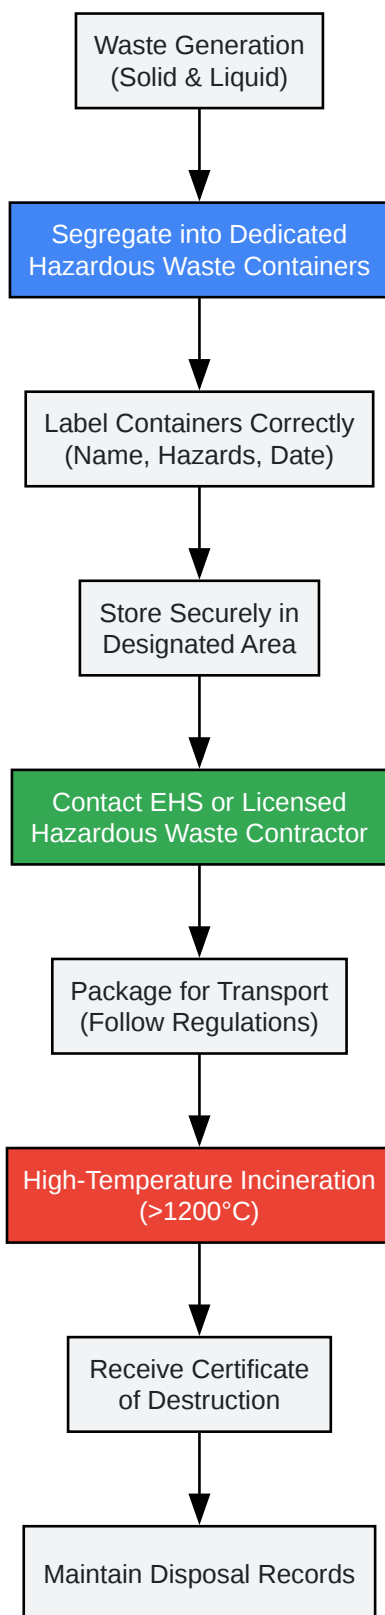 Waste Generation
(Solid & Liquid)
Segregate into Dedicated
Hazardous Waste Containers
Label Containers Correctly
(Name, Hazards, Date)
Store Securely in
Designated Area
Contact EHS or Licensed
Hazardous Waste Contractor
Package for Transport
(Follow Regulations)
High-Temperature Incineration
(>1200°C)
Receive Certificate
of Destruction
Maintain Disposal Records